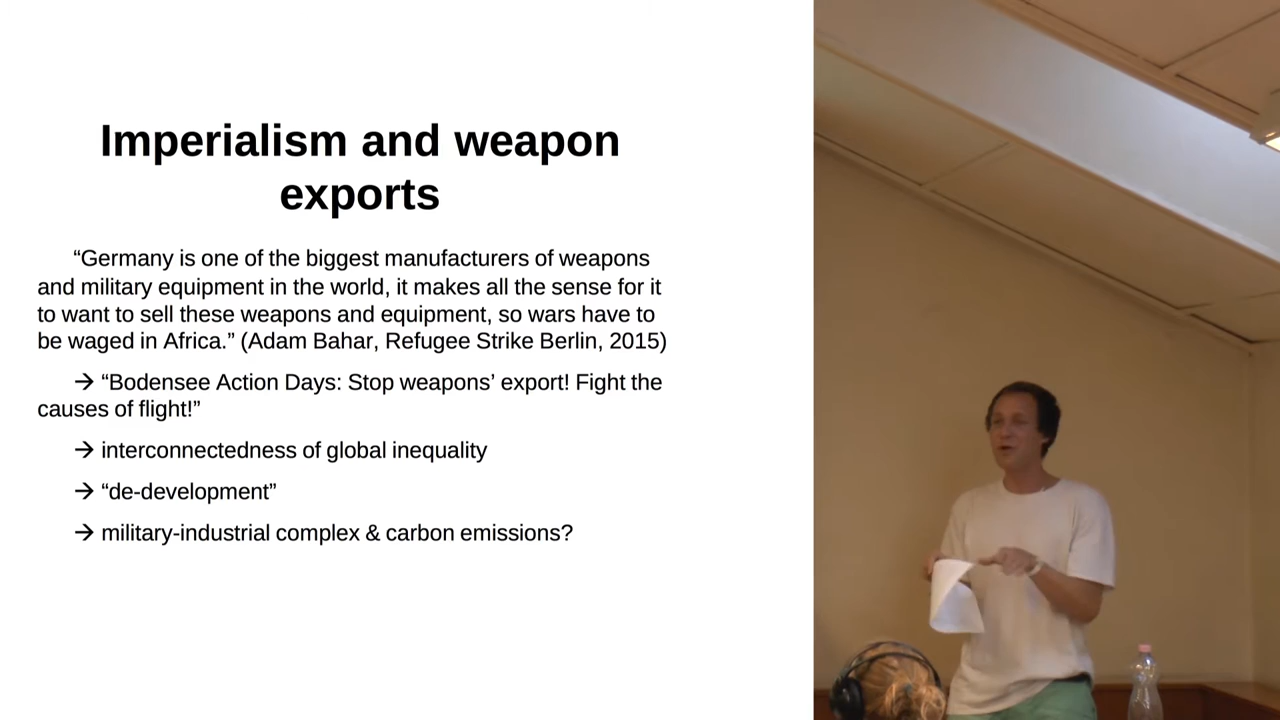 Imperialism and weapon
exports
“Germany is one of the biggest manufacturers of weapons
and military equipment in the world, it makes all the sense for it
to want to sell these weapons and equipment, so wars have to
be waged in Africa.” (Adam Bahar, Refugee Strike Berlin, 2015)
→ “Bodensee Action Days: Stop weapons’ export! Fight the
causes of flight!”
→ interconnectedness of global inequality
→ “de-development”
→ military-industrial complex & carbon emissions?